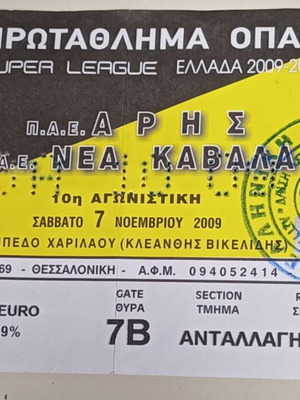 ΠΡΩΤΑΘΛΗΜΑ ΟΠΑ
SUPER LEAGUE ΕΛΛΑΔΑ 2009-20
Π.Α.Ε. ΑΡΗΣ
Α.Ε. ΝΕΑ ΚΑΒΑΛΑ
10η ΑΓΩΝΙΣΤΙΚΗ
ΣΑΒΒΑΤΟ 7 ΝΟΕΜΒΡΙΟΥ 2009
ΠΕΔΟ ΧΑΡΙΛΑΟΥ (ΚΛΕΑΝΘΗΣ ΒΙΚΕΛΙΔΗΣ)
69 - ΘΕΣΣΑΛΟΝΙΚΗ - Α.Φ.Μ. 094052414
EURO GATE SECTION R
9% ΘΥΡΑ ΤΜΗΜΑ Σ
7B ΑΝΤΑΛΛΑΓΗ